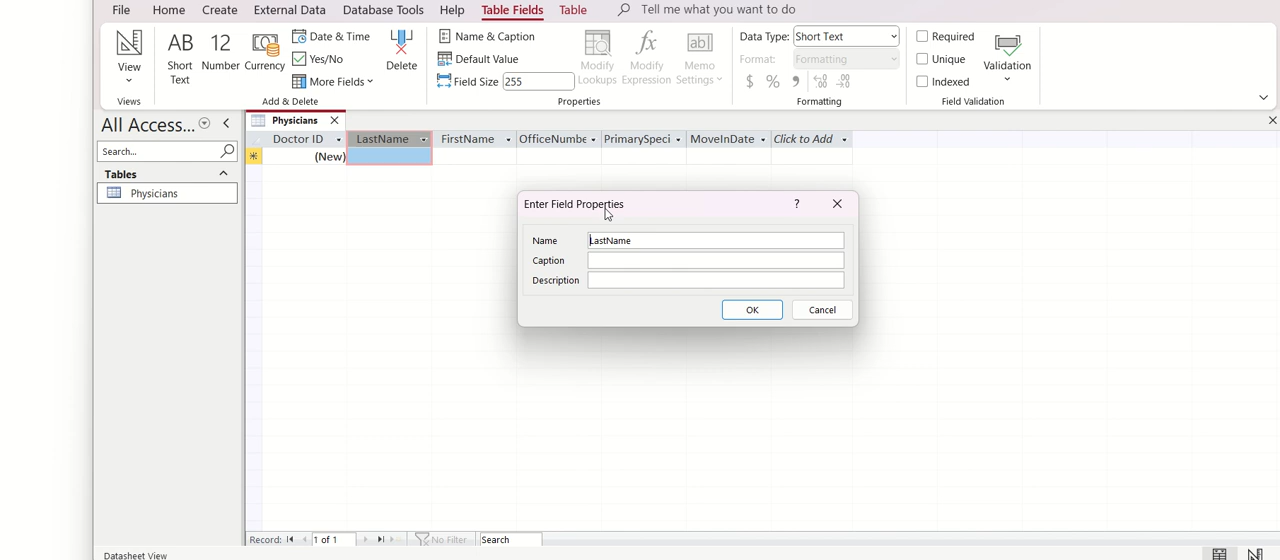 File Home Create External Data Database Tools Help Table Fields Table Tell me what you want to do
View
Views
AB
Short
Text
12
Number
Currency
Date & Time
Yes/No
More Fields
Delete
Add & Delete
Name & Caption
Default Value
Field Size 255
Modify
Lookups
fx
Modify
Expression
ab
Memo
Settings
Properties
Data Type: Short Text
Format: Formatting
$ % 9 .00 .00
Formatting
Required
Unique
Indexed
Validation
Field Validation
All Access...
Search...
Tables
Physicians
Physicians
Doctor ID LastName FirstName OfficeNumbe PrimarySpeci MoveInDate Click to Add
(New)
Enter Field Properties ?
Name LastName
Caption
Description
OK Cancel
Record: 1 of 1 No Filter Search
Datasheet View